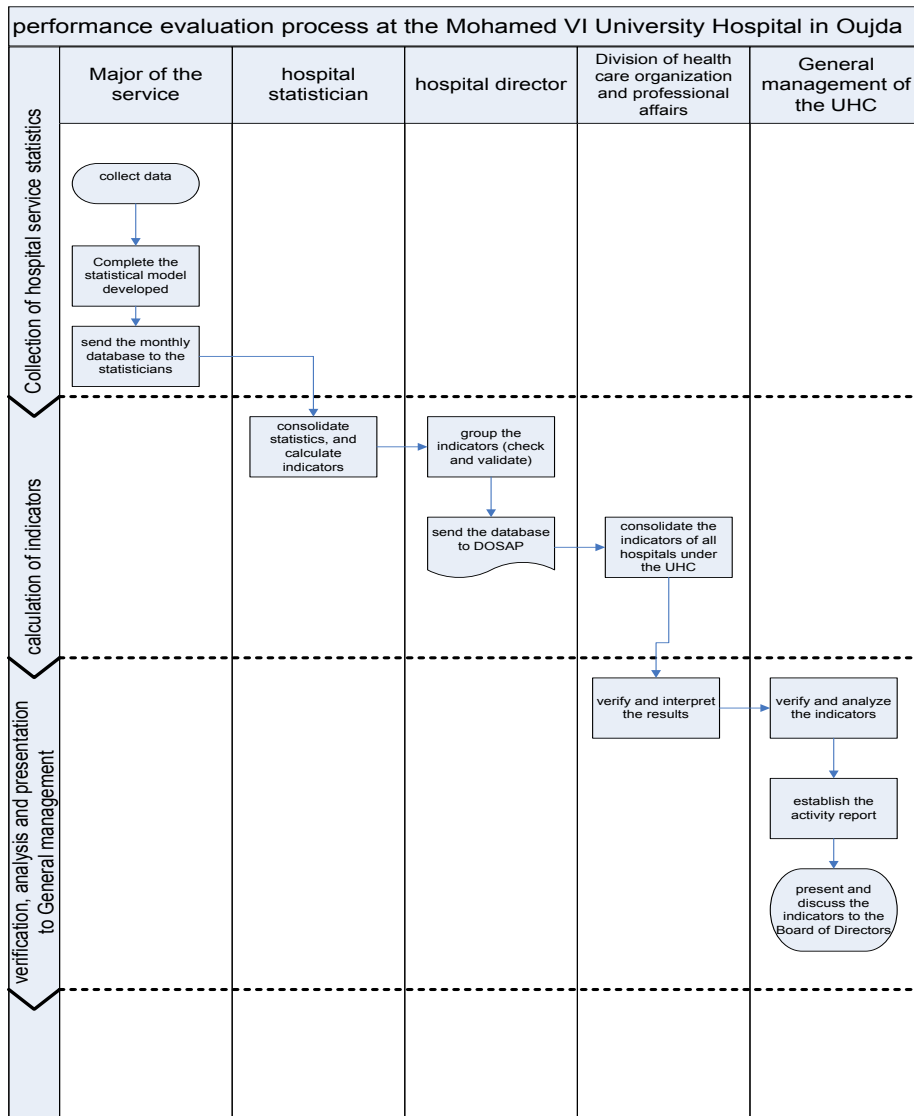 performance evaluation process at the Mohamed VI University Hospital in Oujda
Major of the
service
hospital
statistician
hospital director
Division of health
care organization
and professional
affairs
General
management of
the UHC
Collection of hospital service statistics
collect data
Complete the
statistical model
developed
send the monthly
database to the
statisticians
calculation of indicators
consolidate
statistics, and
calculate indicators
group the
indicators (check
and validate)
send the database
to DOSAP
consolidate the
indicators of all
hospitals under
the UHC
verification, analysis and presentation
to General management
verify and interpret
the results
verify and analyze
the indicators
establish the
activity report
present and
discuss the
indicators to the
Board of Directors